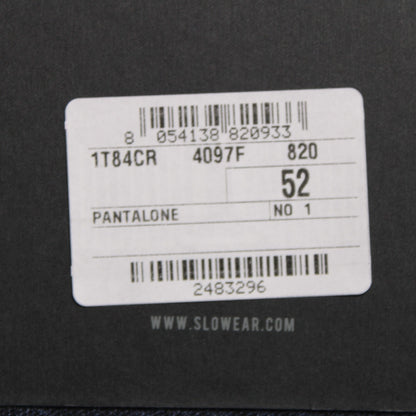 8 054138 820933
1T84CR 4097F 820
52
PANTALONE NO 1
2483296
WWW.SLOWEAR.COM